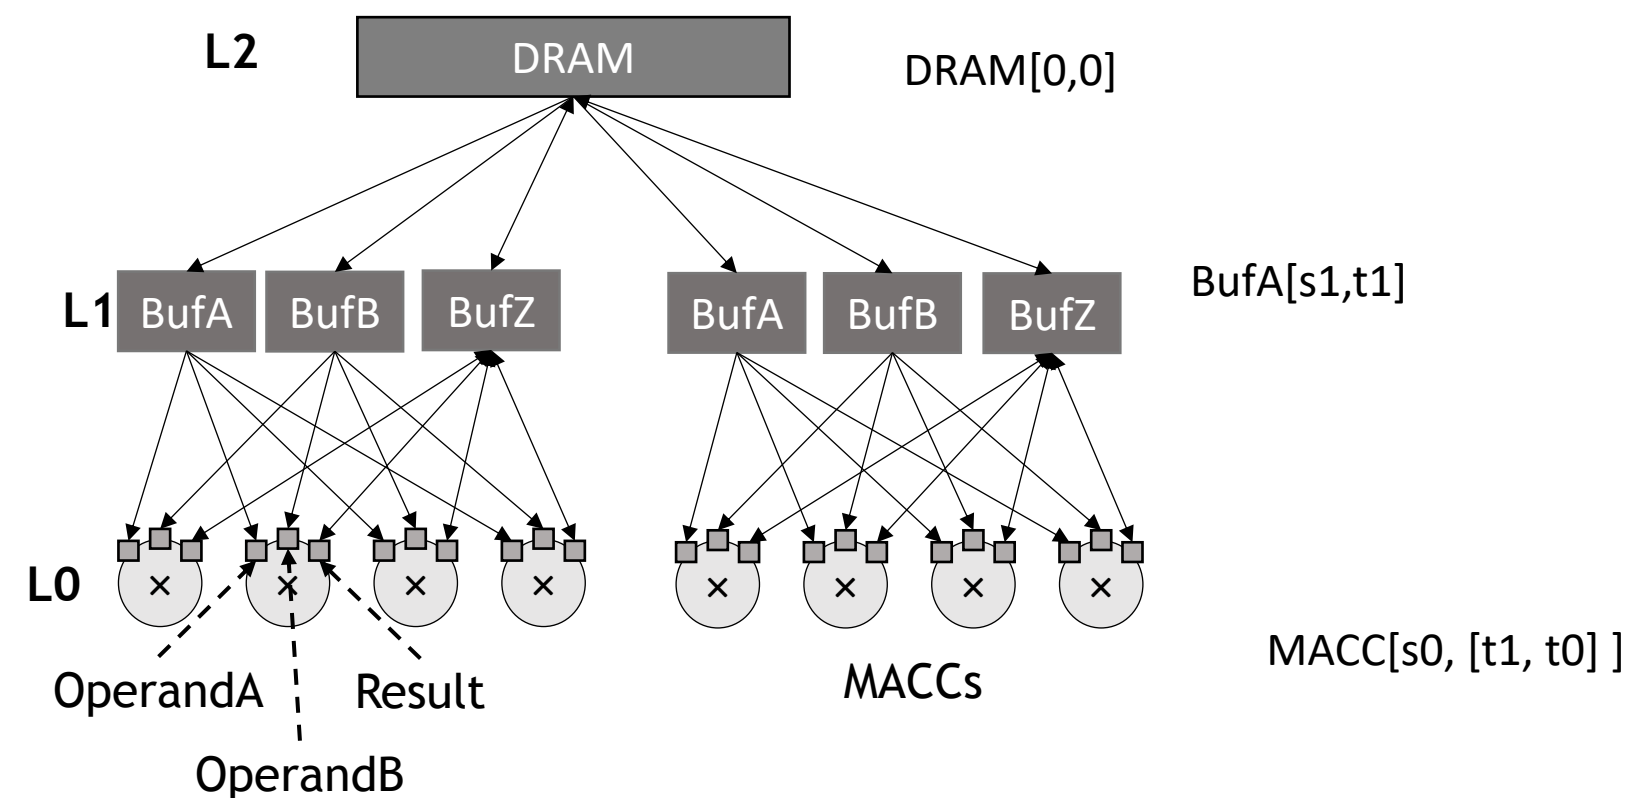 L2
DRAM
DRAM[0,0]
L1
BufA
BufB
BufZ
BufA
BufB
BufZ
BufA[s1,t1]
L0
×
×
×
×
×
×
×
×
MACC[s0, [t1, t0] ]
OperandA
Result
MACCs
OperandB